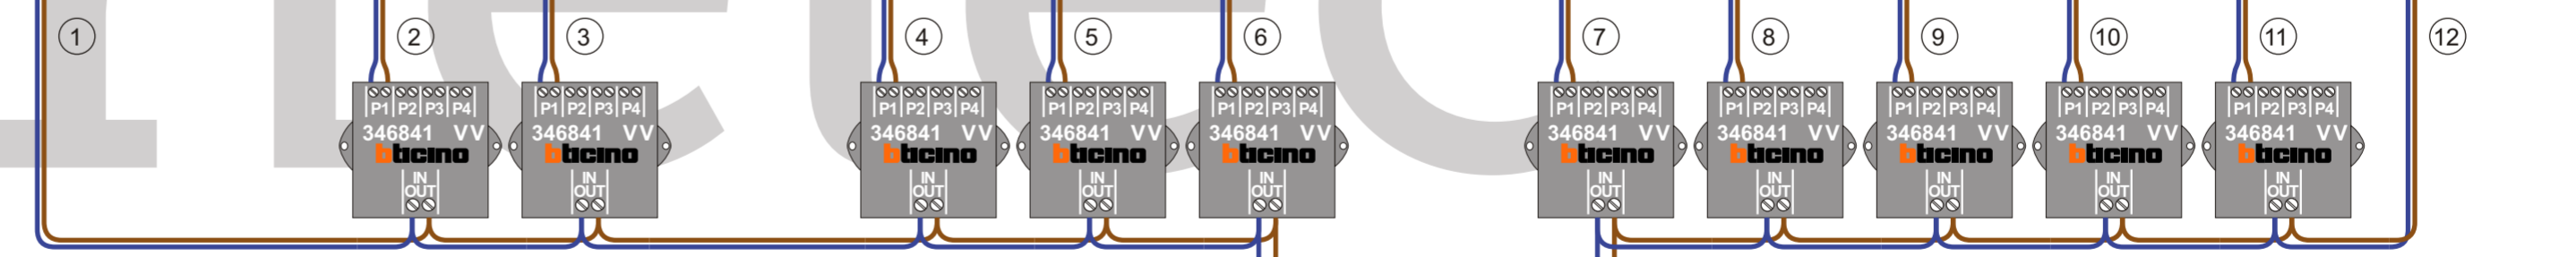 1 2 3 4 5 6 7 8 9 10 11 12
P1 P2 P3 P4 P1 P2 P3 P4 P1 P2 P3 P4 P1 P2 P3 P4 P1 P2 P3 P4 P1 P2 P3 P4 P1 P2 P3 P4 P1 P2 P3 P4 P1 P2 P3 P4 P1 P2 P3 P4
346841 VV 346841 VV 346841 VV 346841 VV 346841 VV 346841 VV 346841 VV 346841 VV 346841 VV 346841 VV
bticino bticino bticino bticino bticino bticino bticino bticino bticino bticino
IN IN IN IN IN IN IN IN IN IN
OUT OUT OUT OUT OUT OUT OUT OUT OUT OUT